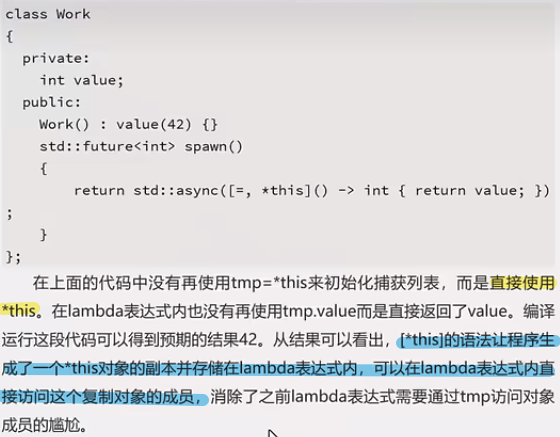 class Work
{
private:
int value;
public:
Work() : value(42) {}
std::future<int> spawn()
{
return std::async([=, *this]() -> int { return value; })
;
}
};
在上面的代码中没有再使用tmp=*this来初始化捕获列表，而是直接使用
*this。在lambda表达式内也没有再使用tmp.value而是直接返回了value。编译
运行这段代码可以得到预期的结果42。从结果可以看出，[*this]的语法让程序生
成了一个*this对象的副本并存储在lambda表达式内，可以在lambda表达式内直
接访问这个复制对象的成员，消除了之前lambda表达式需要通过tmp访问对象
成员的尴尬。